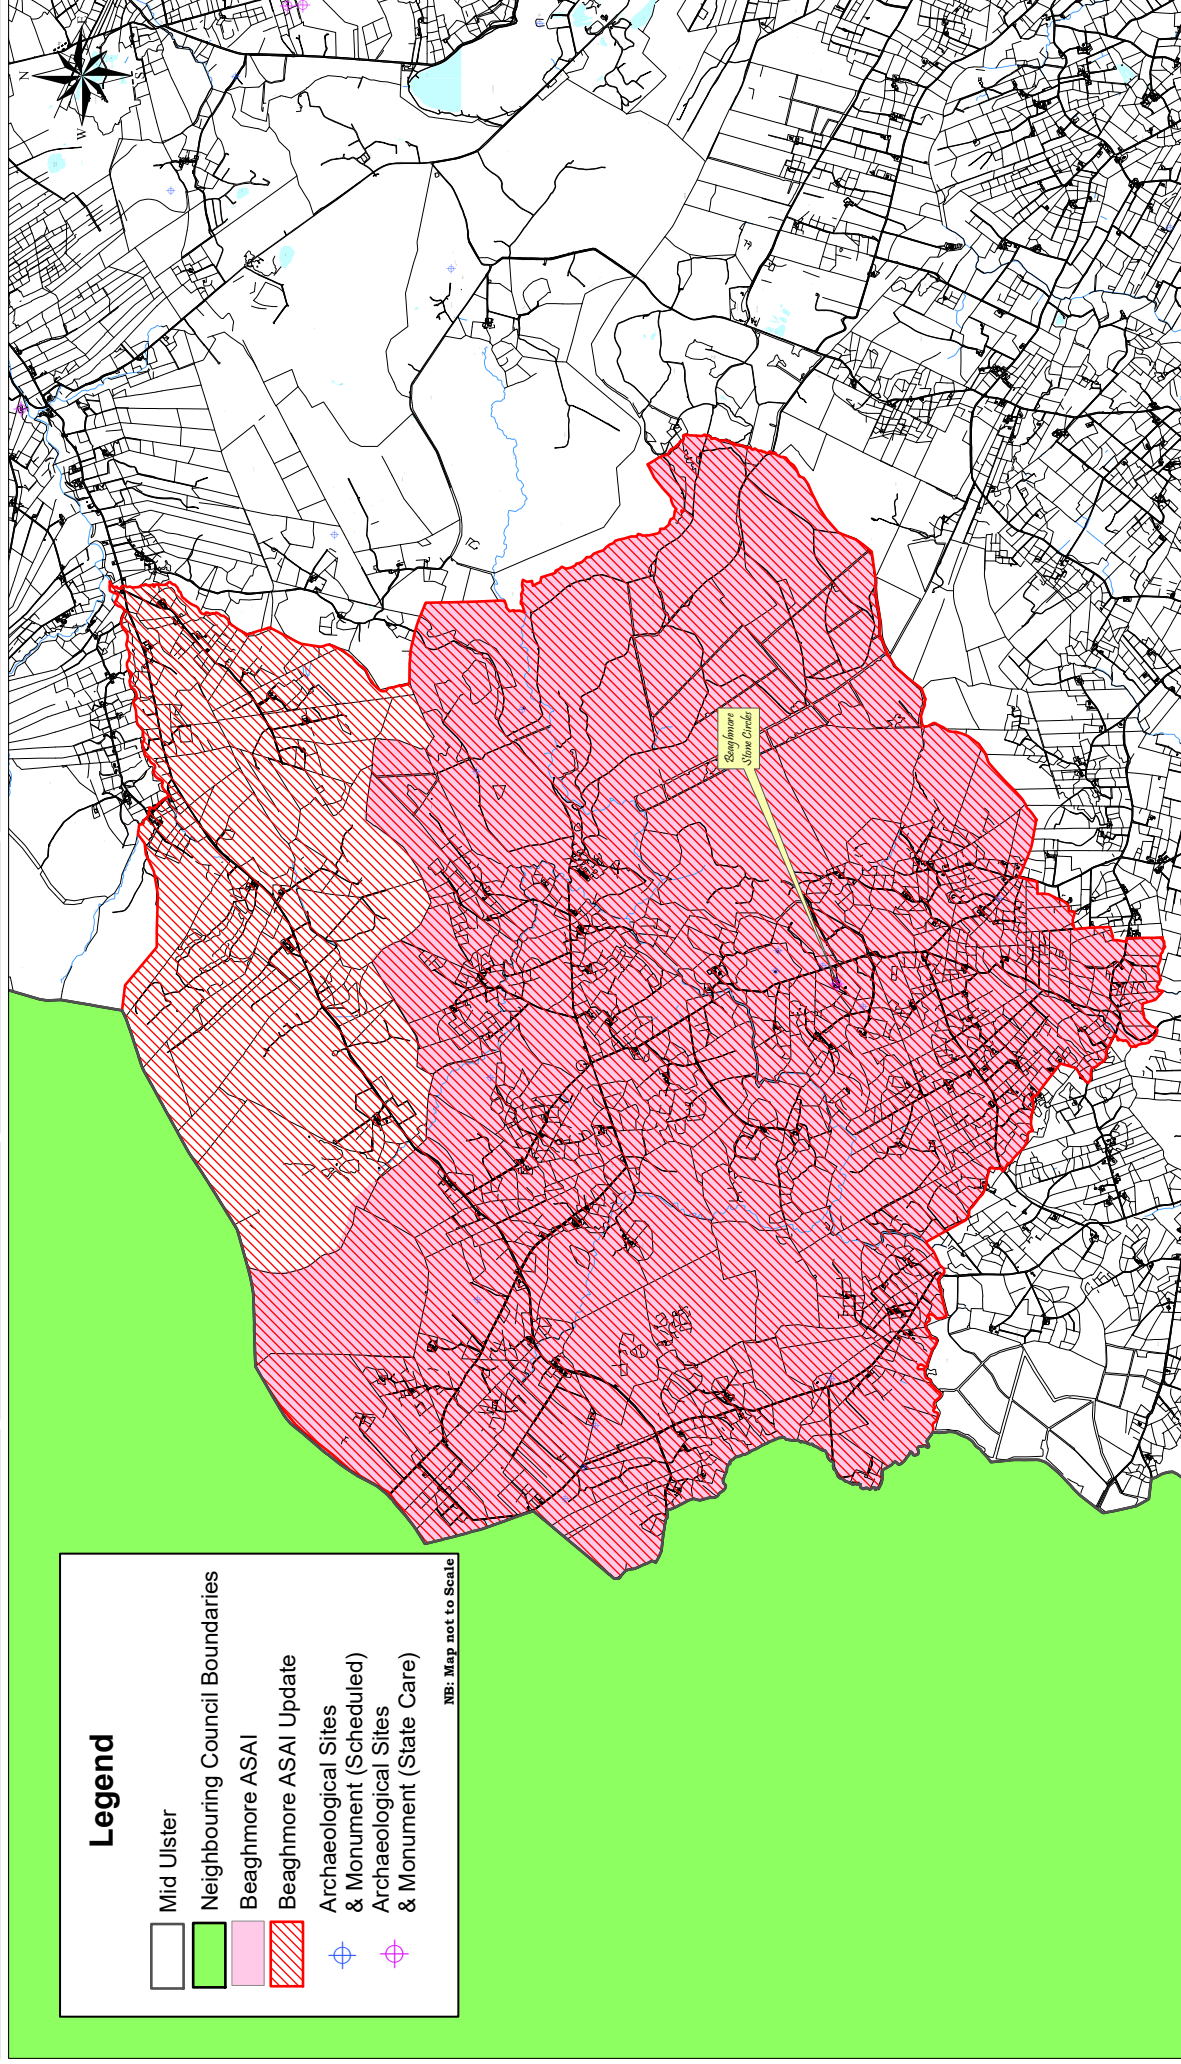 Legend
Mid Ulster
Neighbouring Council Boundaries
Beaghmore ASAI
Beaghmore ASAI Update
Archaeological Sites
& Monument (Scheduled)
Archaeological Sites
& Monument (State Care)
NB: Map not to Scale
Beaghmore
Stone Circles
N
W
S